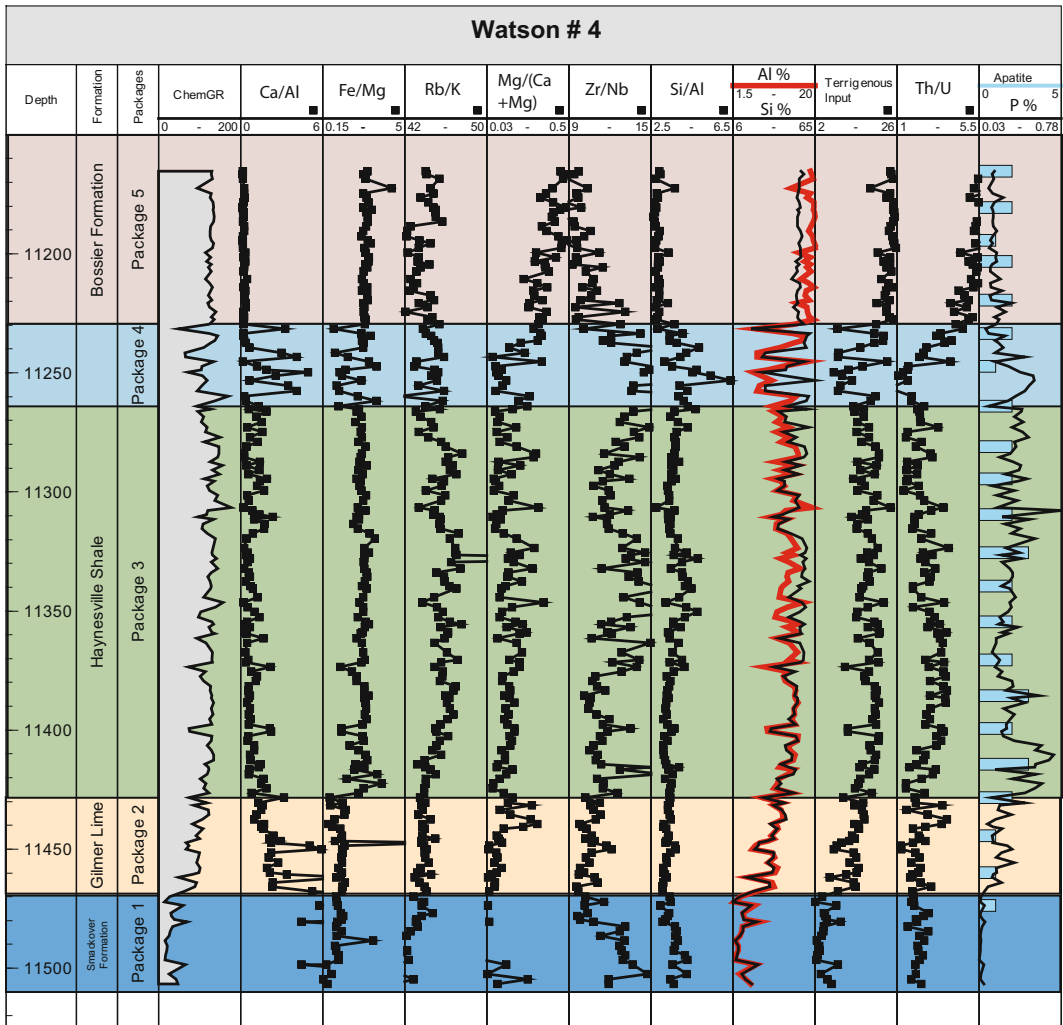 Watson # 4
Depth
Formation
Packages
ChemGR
0 200
Ca/Al
0 - 6
Fe/Mg
0.15 - 5
Rb/K
42 - 50
Mg/(Ca
+Mg)
0.03 - 0.5
Zr/Nb
9 - 15
Si/Al
2.5 - 6.5
Al %
1.5 - 20
Si %
6 65
Terrigenous
Input
2 - 26
Th/U
1 - 5.5
Apatite
0 5
P %
0.03 - 0.78
Bossier Formation
Package 5
11200
Package 4
11250
Haynesville Shale
Package 3
11300
11350
11400
Gilmer Lime
Package 2
11450
Smackover
Formation
Package 1
11500